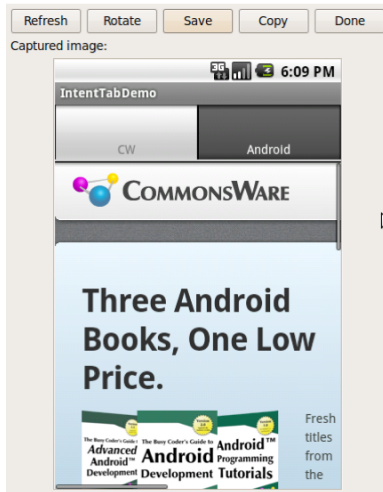 Refresh Rotate Save Copy Done
Captured image:
3G 6:09 PM
IntentTabDemo
CW Android
COMMONSWARE
Three Android
Books, One Low
Price.
Fresh
titles
from
the
The Busy Coder's Guide to
Advanced
Android™
Development
The Busy Coder's Guide to
Android
Development
Android™
Programming
Tutorials